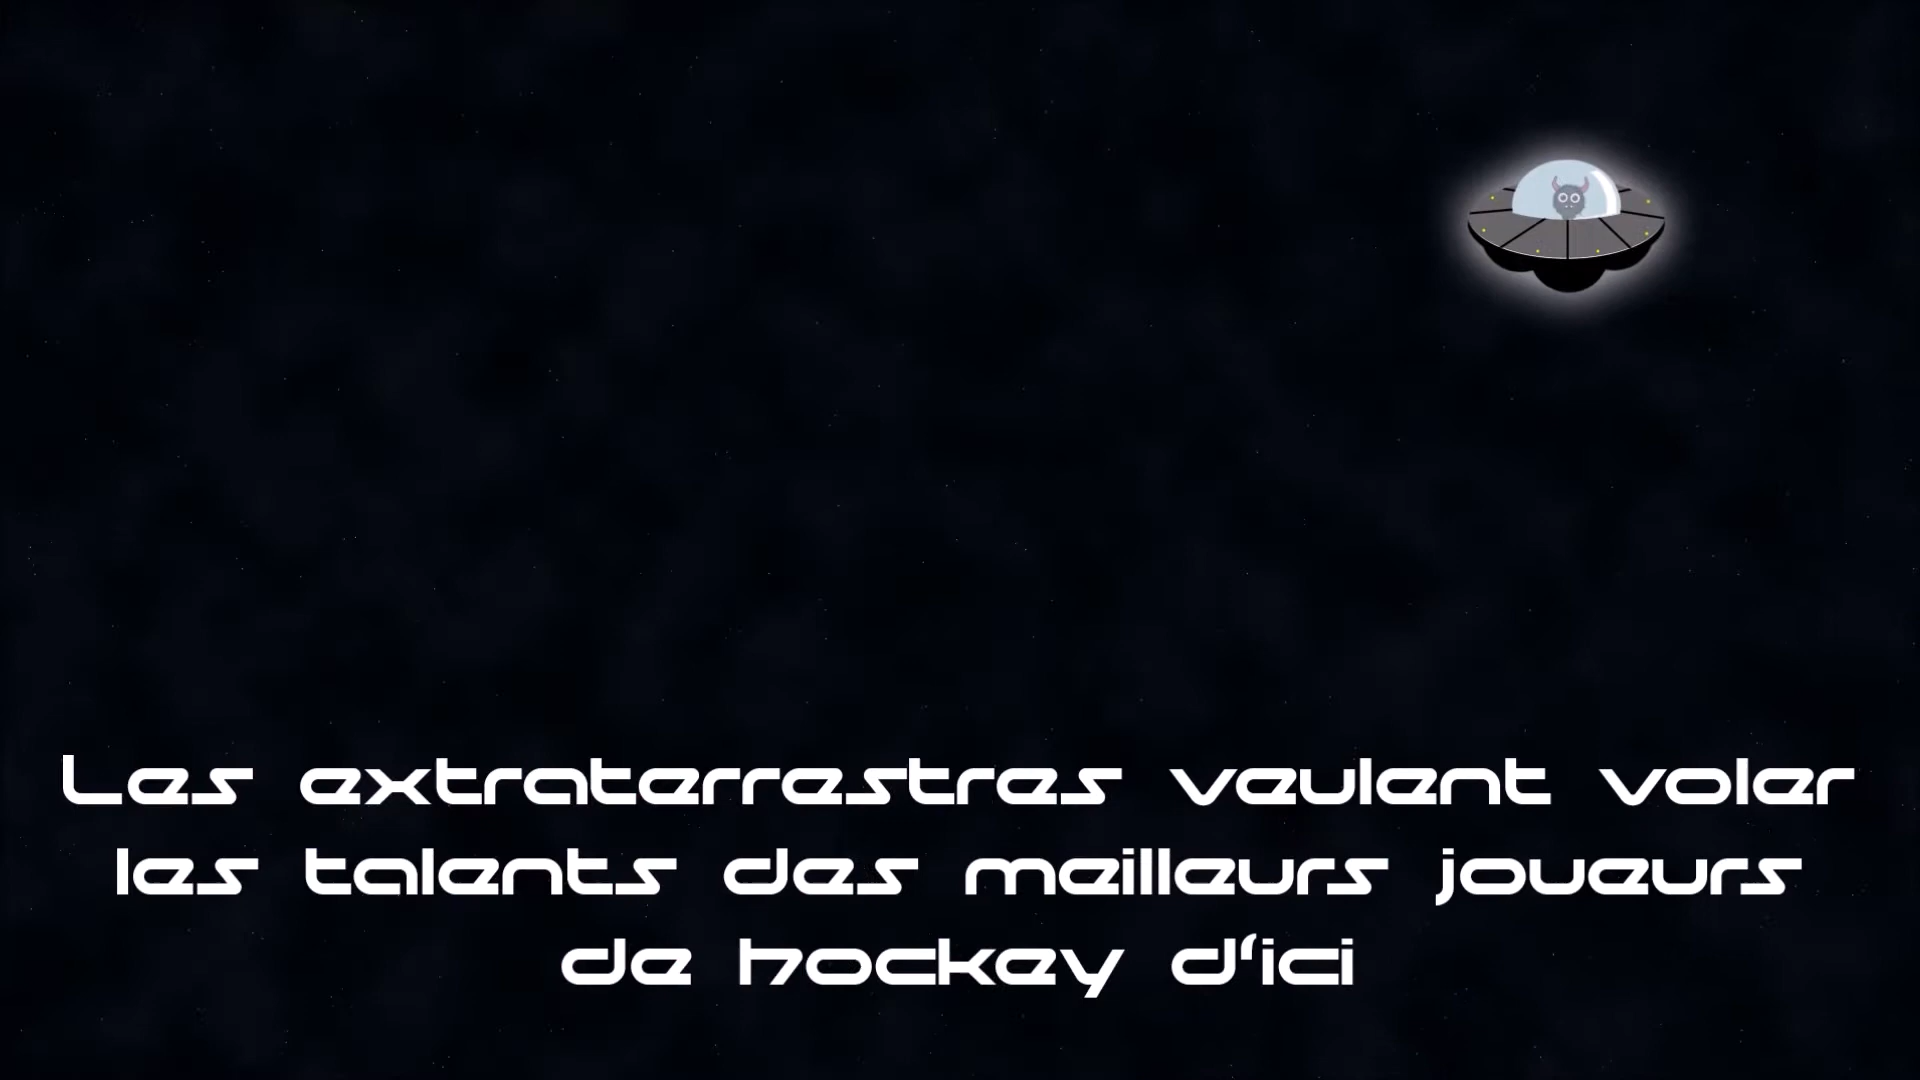 Les extraterrestres veulent voler
les talents des meilleurs joueurs
de hockey d'ici